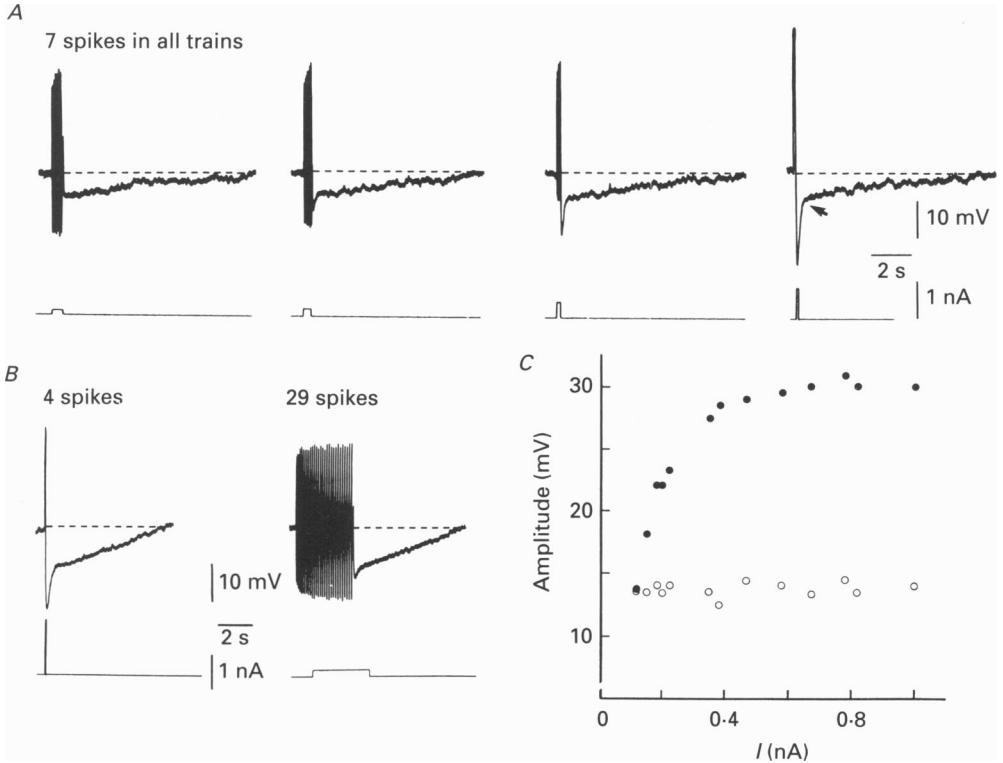 A
7 spikes in all trains
10 mV
2 s
1 nA
B
4 spikes
29 spikes
10 mV
2 s
1 nA
C
30
20
10
Amplitude (mV)
0
0·4
0·8
I (nA)